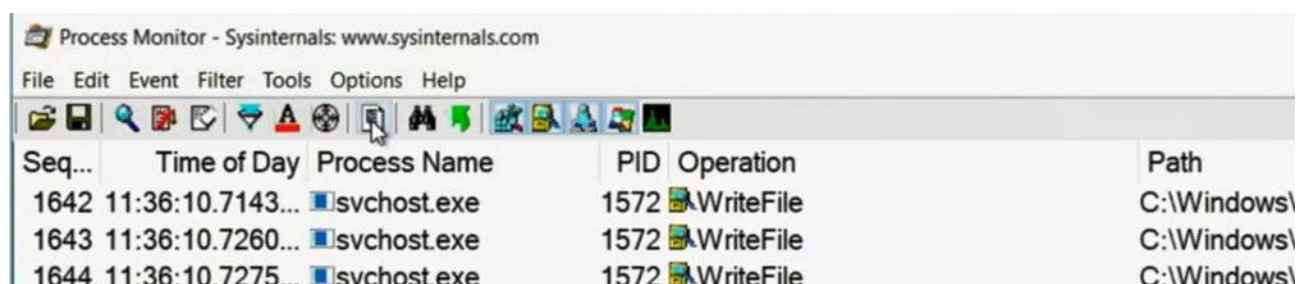 Process Monitor - Sysinternals: www.sysinternals.com
File Edit Event Filter Tools Options Help
Seq... Time of Day Process Name PID Operation Path
1642 11:36:10.7143... svchost.exe 1572 WriteFile C:\Windows\
1643 11:36:10.7260... svchost.exe 1572 WriteFile C:\Windows\
1644 11:36:10.7275... svchost.exe 1572 WriteFile C:\Windows\